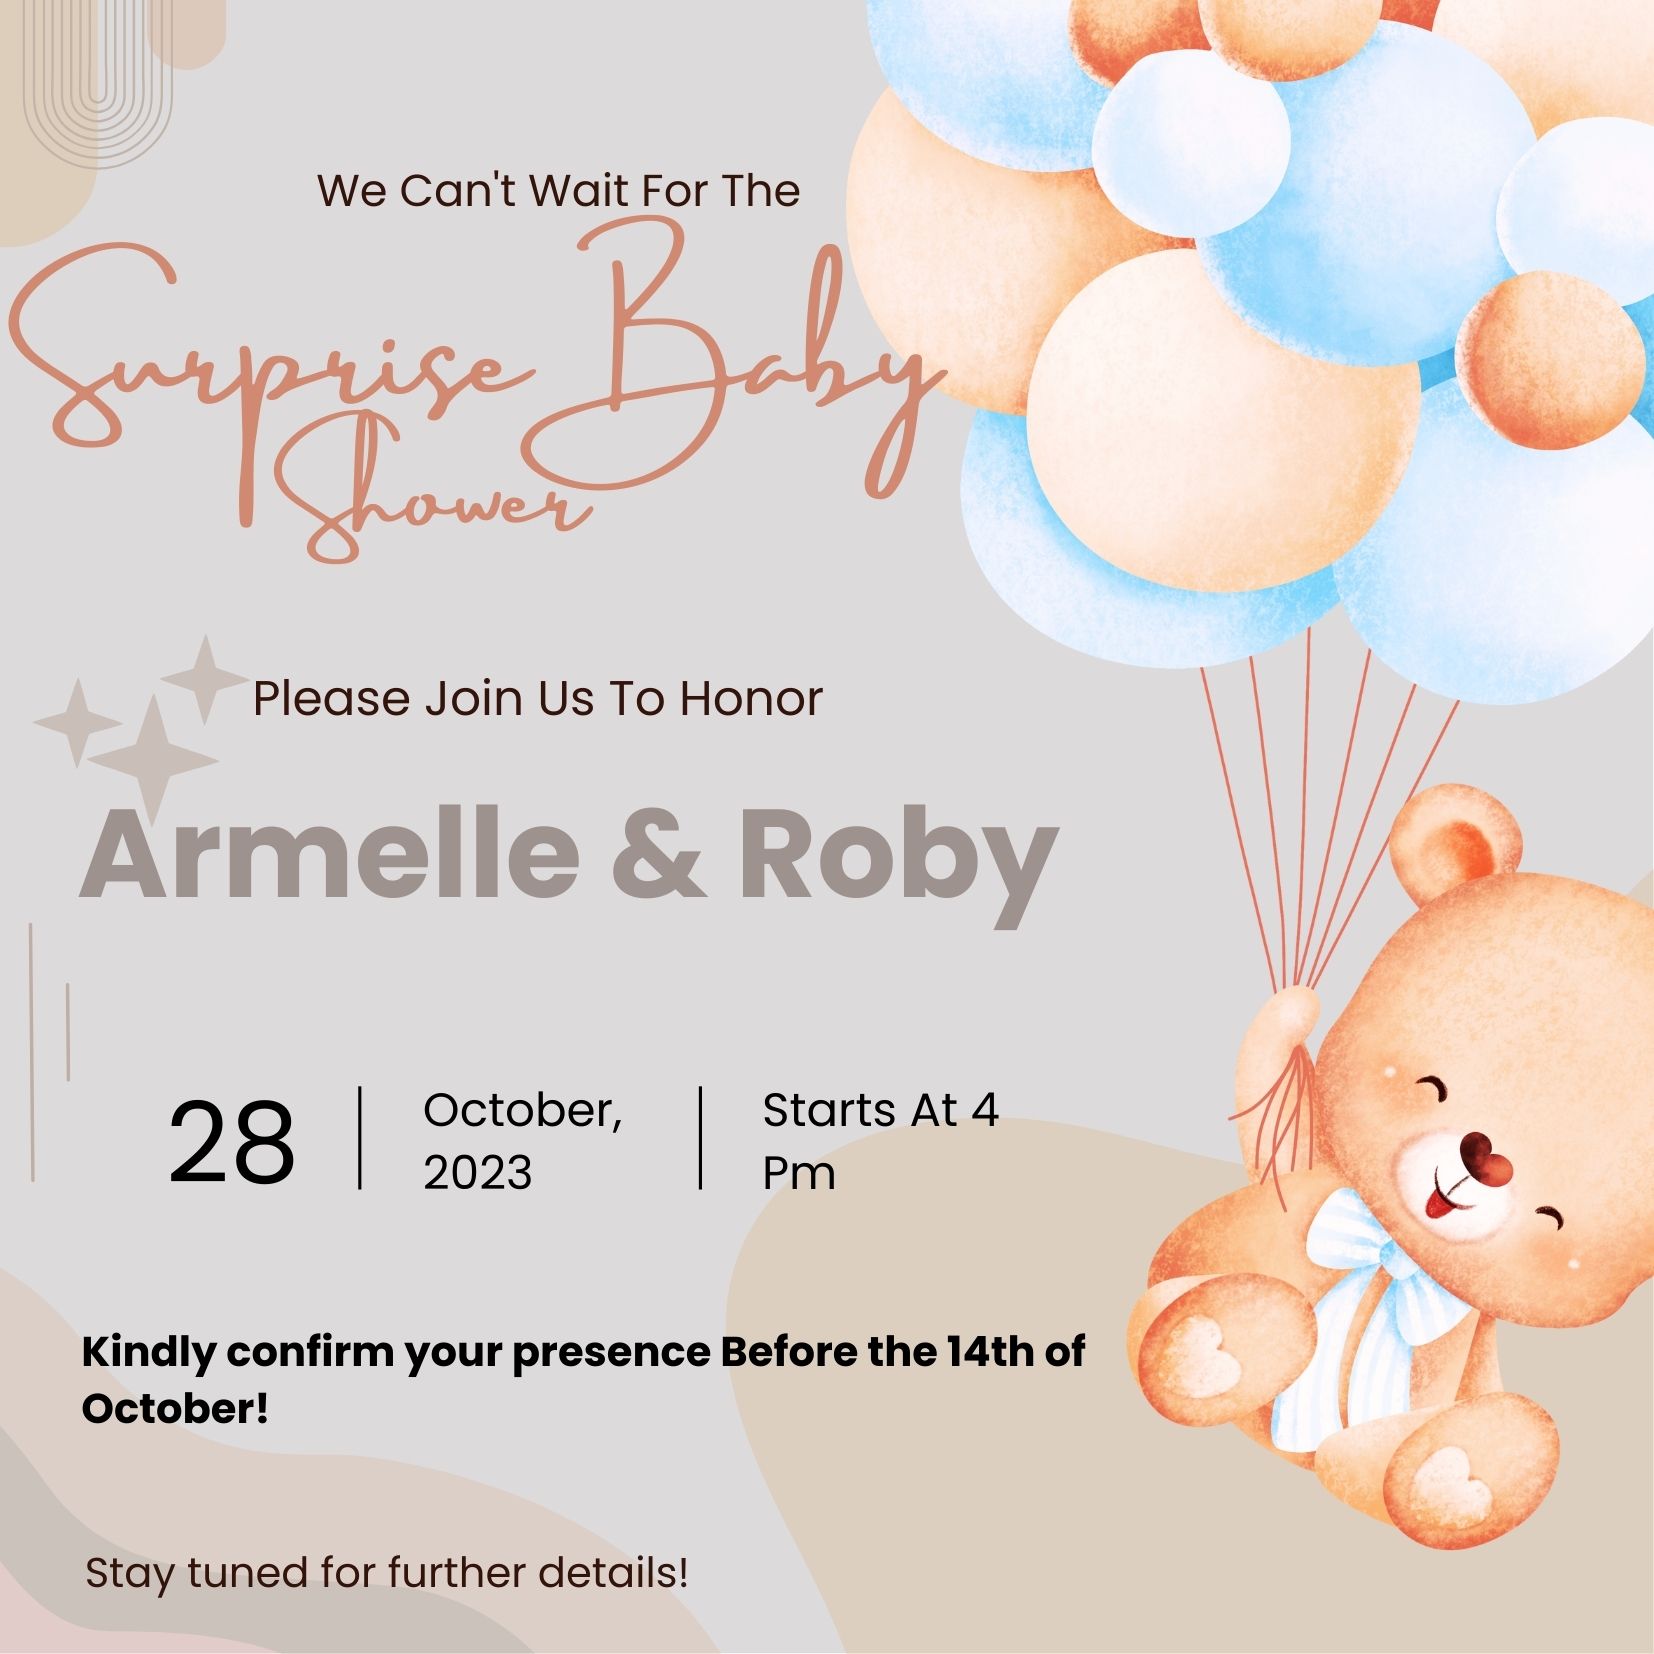 We Can't Wait For The
Surprise Baby
Shower
Please Join Us To Honor
Armelle & Roby
28
October,
2023
Starts At 4
Pm
Kindly confirm your presence Before the 14th of
October!
Stay tuned for further details!